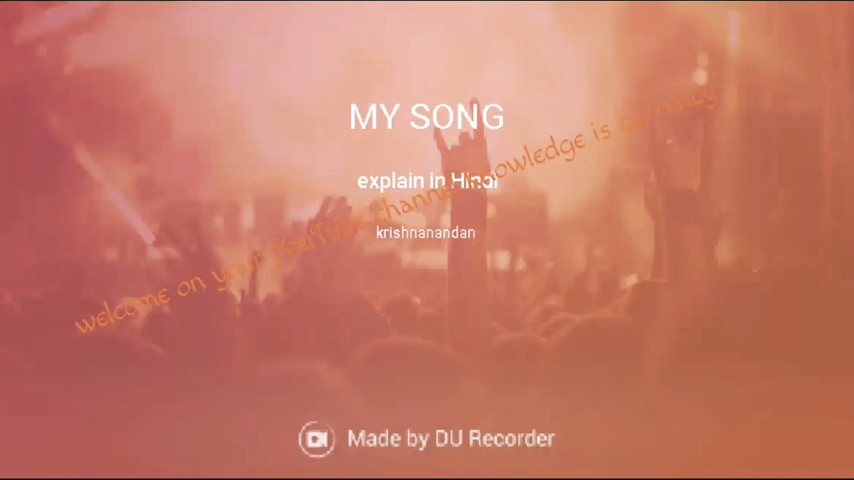 MY SONG
explain in Hindi
krishnanandan
welcome on your YouTube channel knowledge is currency
Made by DU Recorder